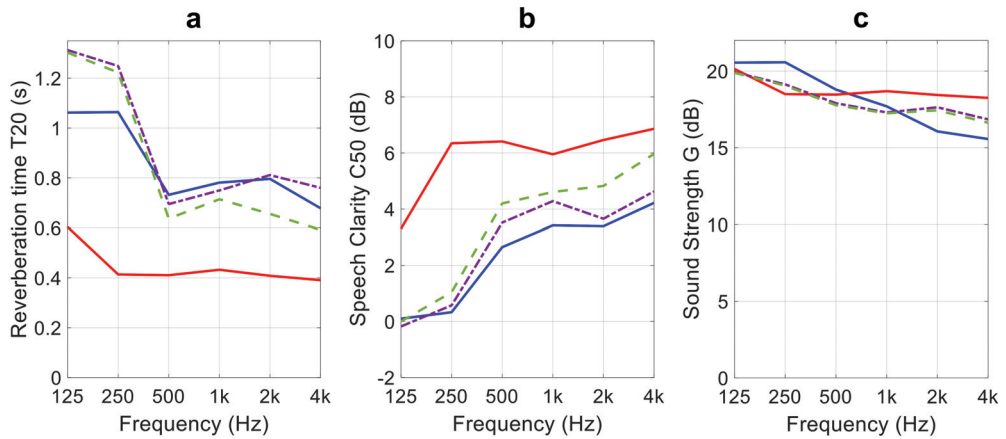 a
Reverberation time T20 (s)
1.2
1
0.8
0.6
0.4
0.2
0
125 250 500 1k 2k 4k
Frequency (Hz)
b
Speech Clarity C50 (dB)
10
8
6
4
2
0
-2
125 250 500 1k 2k 4k
Frequency (Hz)
c
Sound Strength G (dB)
20
15
10
5
0
125 250 500 1k 2k 4k
Frequency (Hz)